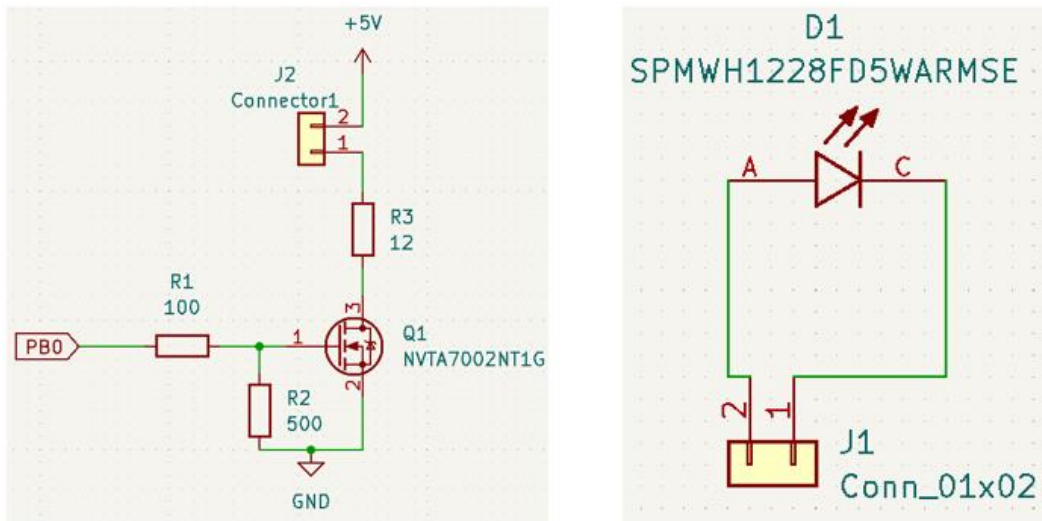 +5V
J2
Connector1
2
1
R3
12
R1
100
3
PB0
1
Q1
NVTA7002NT1G
2
R2
500
GND
D1
SPMWH1228FD5WARMSE
A
C
2
1
J1
Conn_01x02